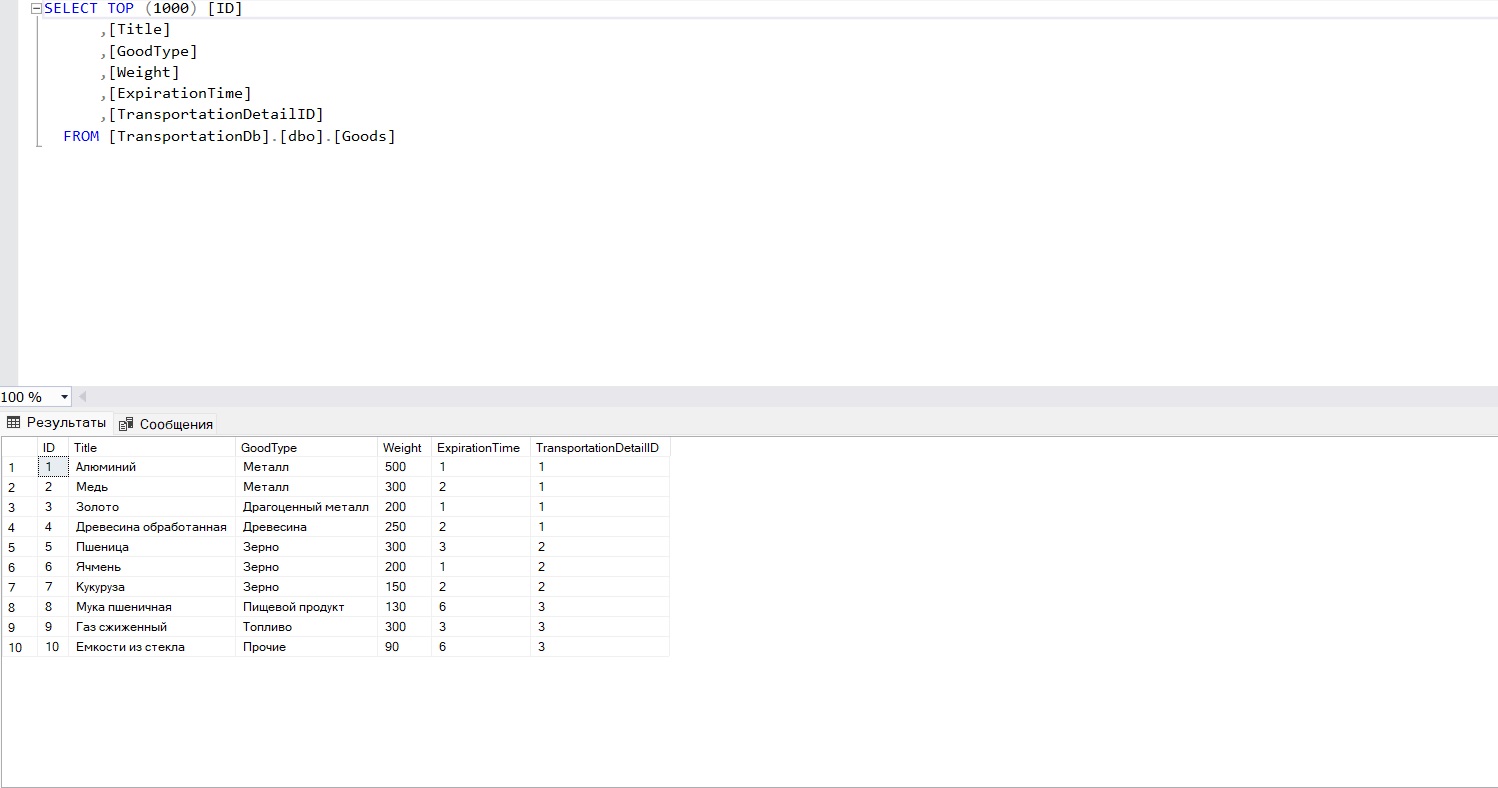 SELECT TOP (1000) [ID]
,[Title]
,[GoodType]
,[Weight]
,[ExpirationTime]
,[TransportationDetailID]
FROM [TransportationDb].[dbo].[Goods]
100 %
Результаты Сообщения
ID Title GoodType Weight ExpirationTime TransportationDetailID
1 1 Алюминий Металл 500 1 1
2 2 Медь Металл 300 2 1
3 3 Золото Драгоценный металл 200 1 1
4 4 Древесина обработанная Древесина 250 2 1
5 5 Пшеница Зерно 300 3 2
6 6 Ячмень Зерно 200 1 2
7 7 Кукуруза Зерно 150 2 2
8 8 Мука пшеничная Пищевой продукт 130 6 3
9 9 Газ сжиженный Топливо 300 3 3
10 10 Емкости из стекла Прочие 90 6 3